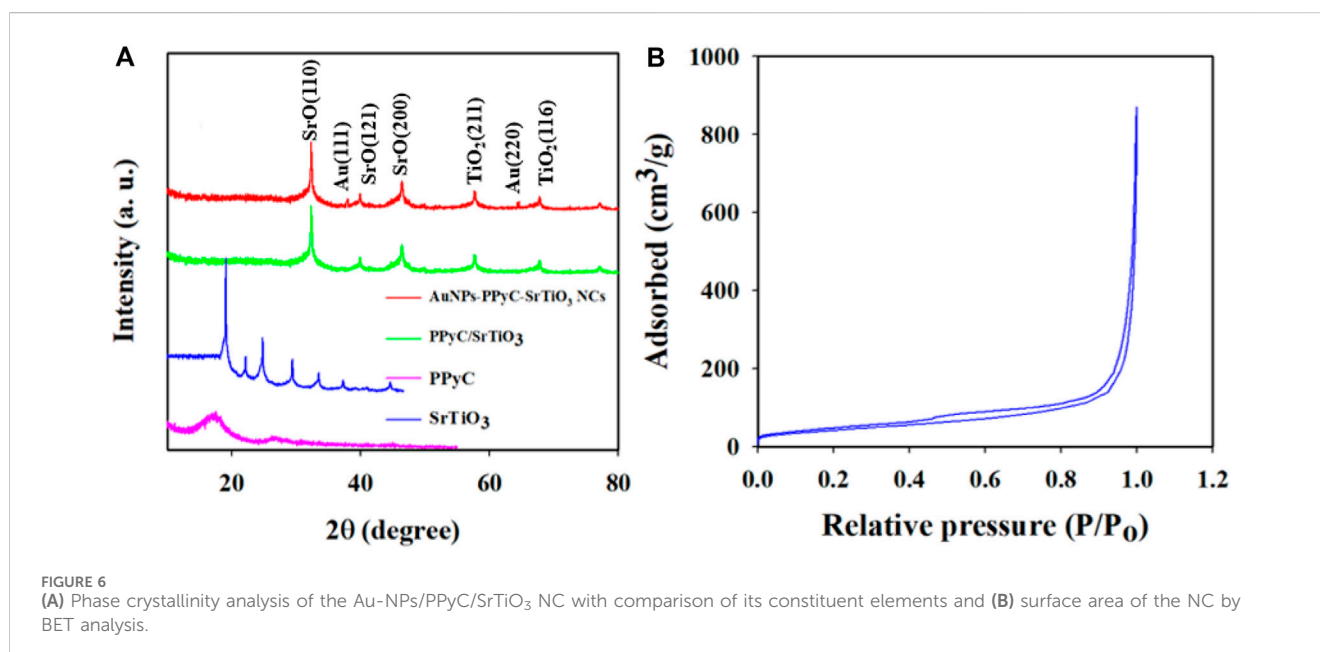 A
Intensity (a. u.)
SrO(110)
Au(111)
SrO(121)
SrO(200)
TiO₂(211)
Au(220)
TiO₂(116)
AuNPs-PPyC-SrTiO₃ NCs
PPyC/SrTiO₃
PPyC
SrTiO₃
20 40 60 80
2θ (degree)
B
Adsorbed (cm³/g)
1000
800
600
400
200
0
0.0 0.2 0.4 0.6 0.8 1.0 1.2
Relative pressure (P/P₀)
FIGURE 6
(A) Phase crystallinity analysis of the Au-NPs/PPyC/SrTiO₃ NC with comparison of its constituent elements and (B) surface area of the NC by
BET analysis.